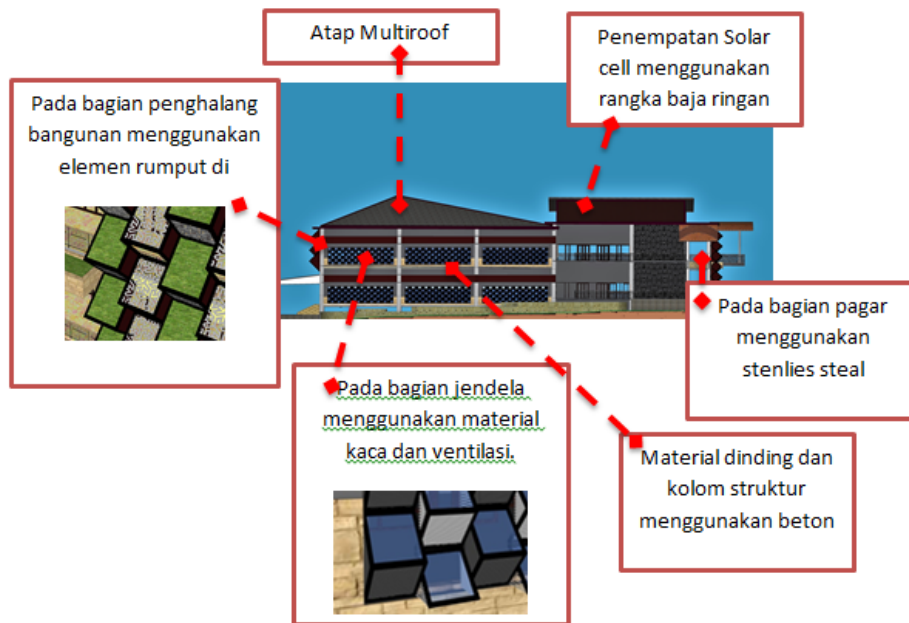 Atap Multiroof
Penempatan Solar
cell menggunakan
rangka baja ringan
Pada bagian penghalang
bangunan menggunakan
elemen rumput di
Pada bagian pagar
menggunakan
stenlies steal
Pada bagian jendela
menggunakan material
kaca dan ventilasi.
Material dinding dan
kolom struktur
menggunakan beton